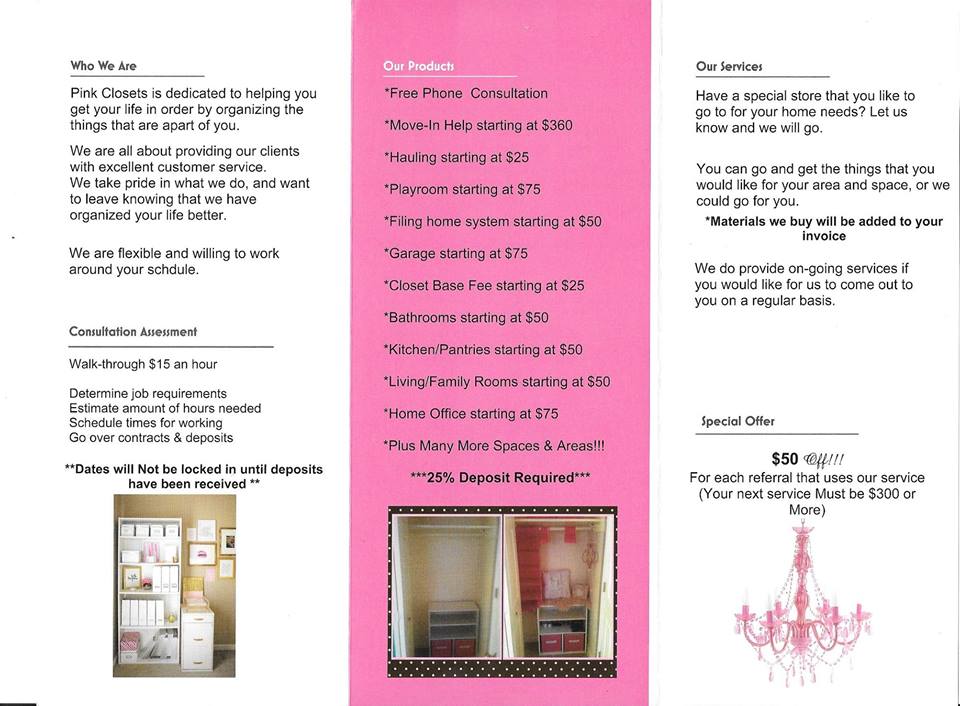 Who We Are
Pink Closets is dedicated to helping you
get your life in order by organizing the
things that are apart of you.
We are all about providing our clients
with excellent customer service.
We take pride in what we do, and want
to leave knowing that we have
organized your life better.
We are flexible and willing to work
around your schdule.
Consultation Assessment
Walk-through $15 an hour
Determine job requirements
Estimate amount of hours needed
Schedule times for working
Go over contracts & deposits
**Dates will Not be locked in until deposits
have been received **
Our Products
*Free Phone Consultation
*Move-In Help starting at $360
*Hauling starting at $25
*Playroom starting at $75
*Filing home system starting at $50
*Garage starting at $75
*Closet Base Fee starting at $25
*Bathrooms starting at $50
*Kitchen/Pantries starting at $50
*Living/Family Rooms starting at $50
*Home Office starting at $75
*Plus Many More Spaces & Areas!!!
***25% Deposit Required***
Our Services
Have a special store that you like to
go to for your home needs? Let us
know and we will go.
You can go and get the things that you
would like for your area and space, or we
could go for you.
*Materials we buy will be added to your
invoice
We do provide on-going services if
you would like for us to come out to
you on a regular basis.
Special Offer
$50 Off!!!
For each referral that uses our service
(Your next service Must be $300 or
More)